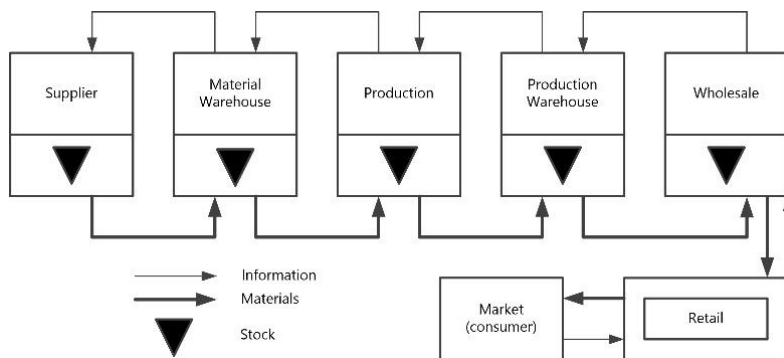 Supplier
Material
Warehouse
Production
Production
Warehouse
Wholesale
Information
Materials
Stock
Market
(consumer)
Retail